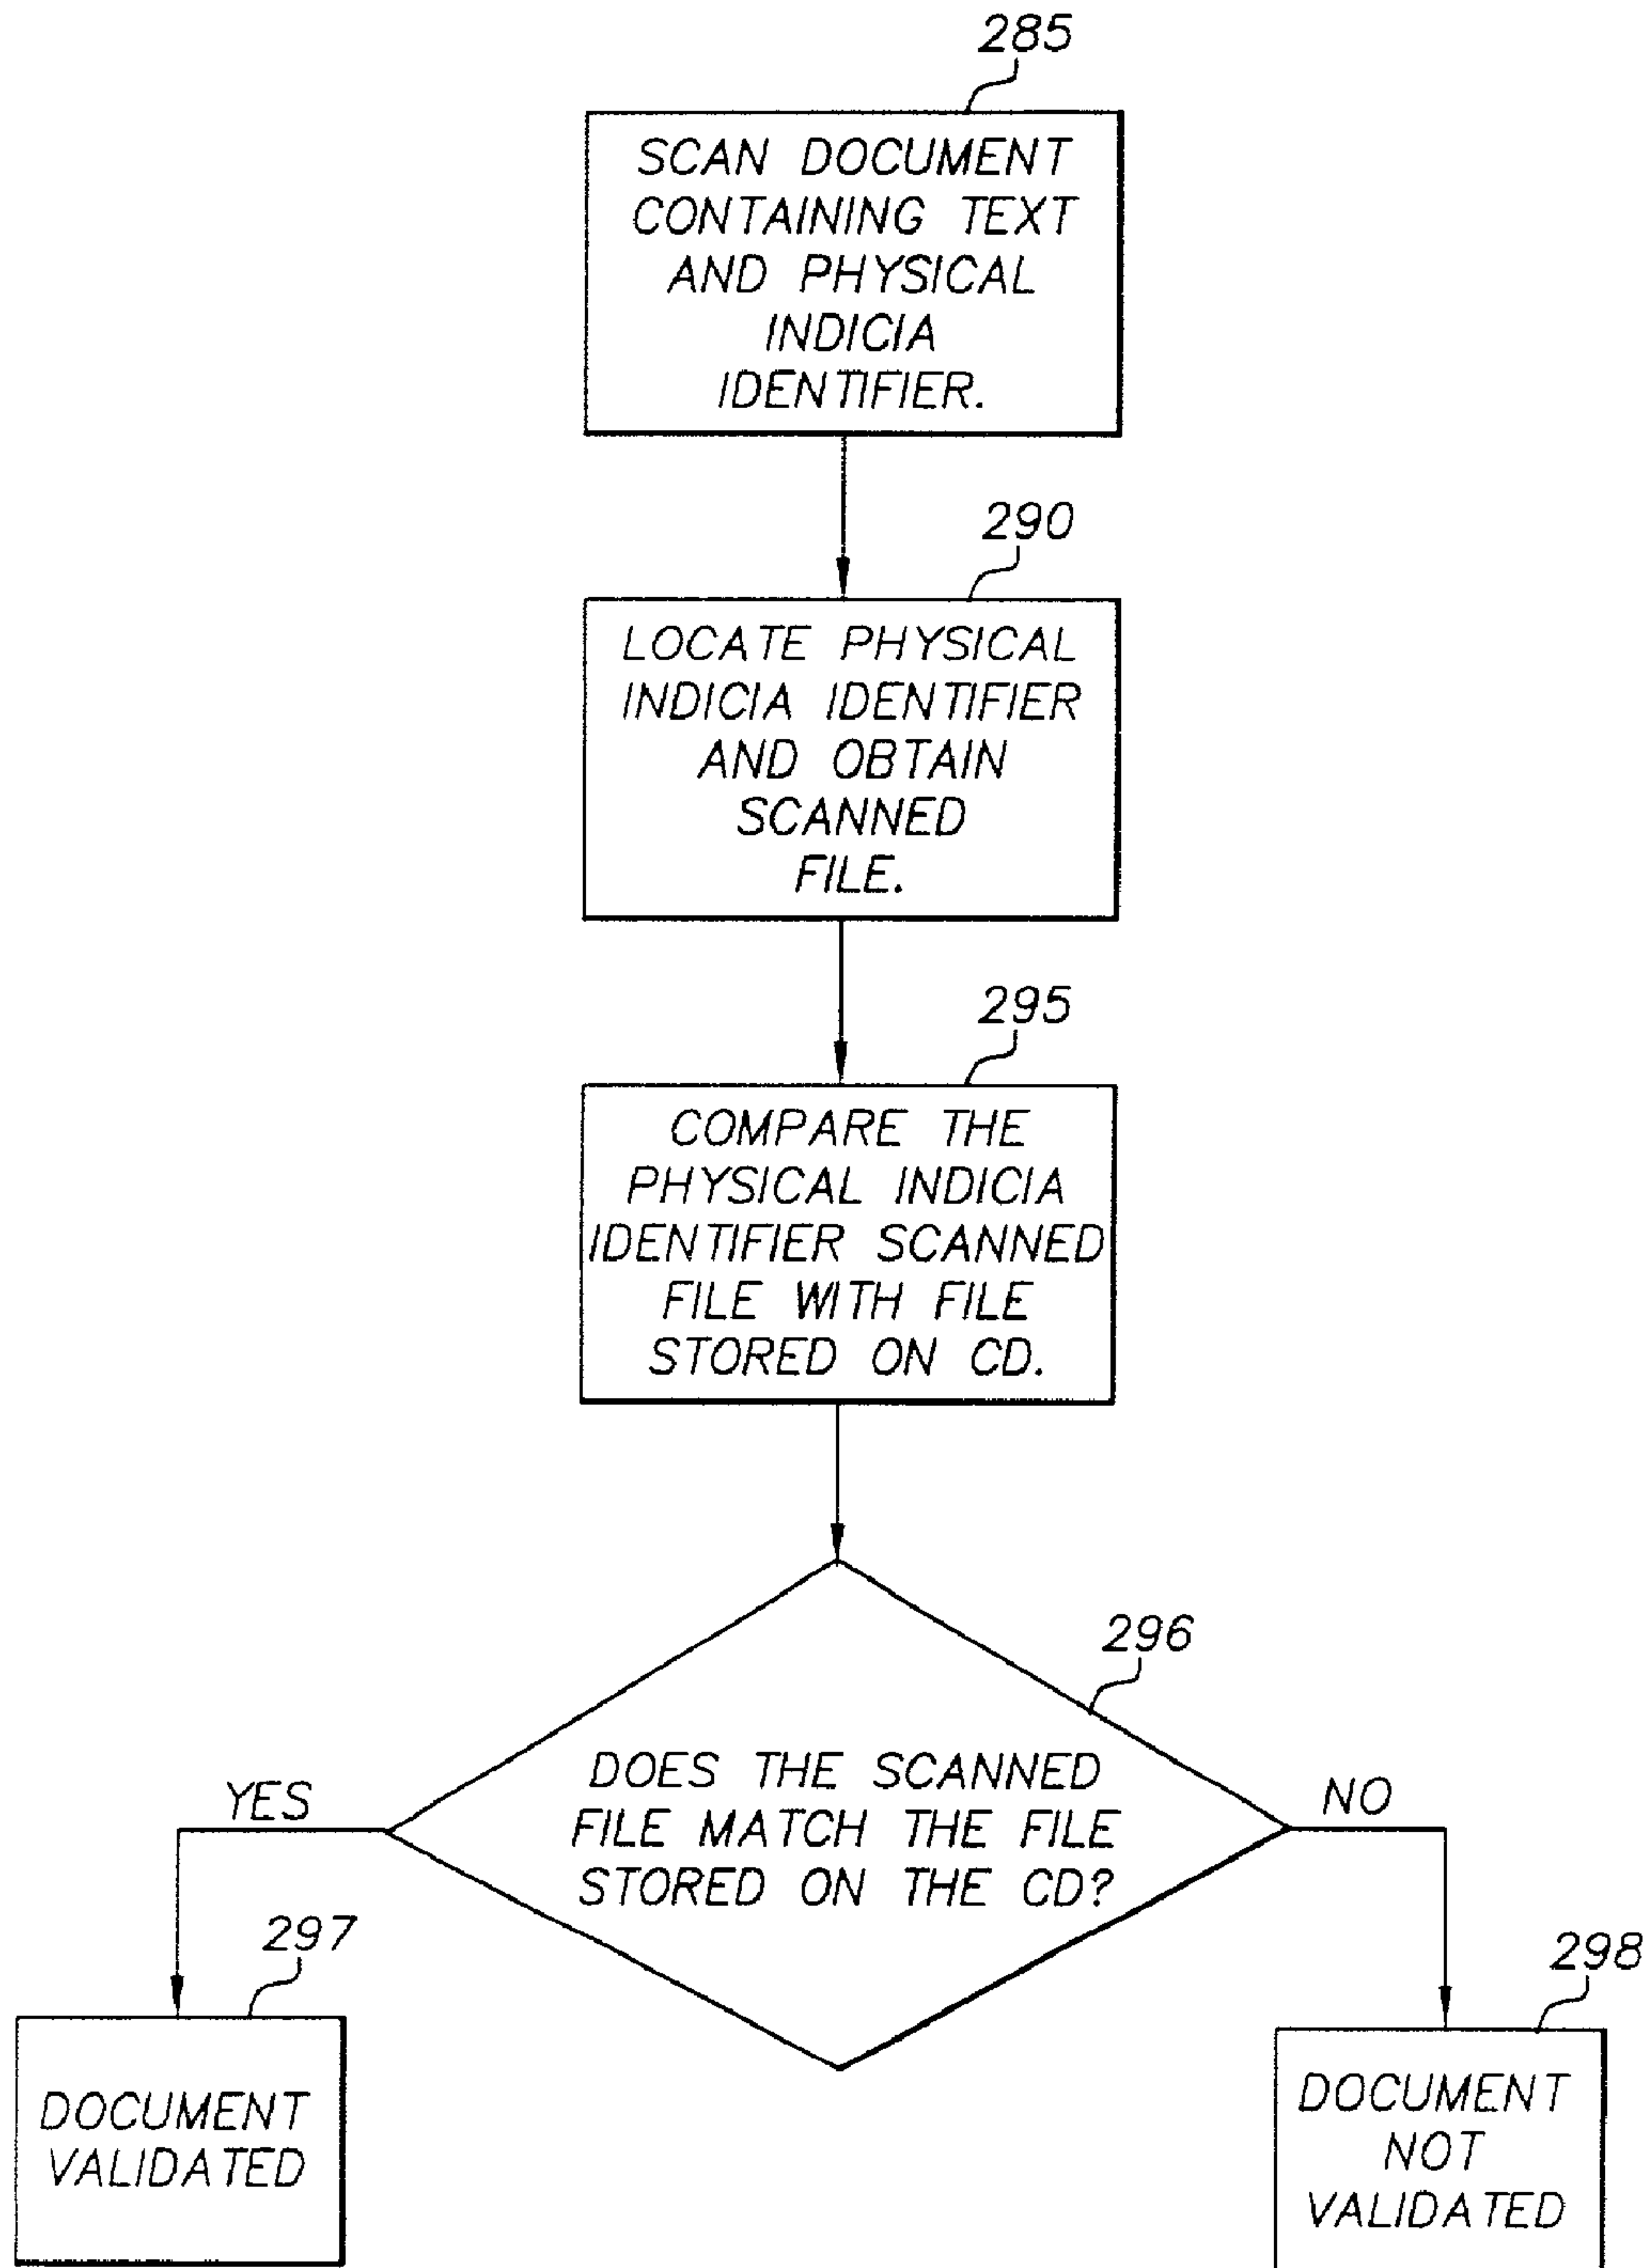 285
SCAN DOCUMENT
CONTAINING TEXT
AND PHYSICAL
INDICIA
IDENTIFIER.
290
LOCATE PHYSICAL
INDICIA IDENTIFIER
AND OBTAIN
SCANNED
FILE.
295
COMPARE THE
PHYSICAL INDICIA
IDENTIFIER SCANNED
FILE WITH FILE
STORED ON CD.
296
DOES THE SCANNED
FILE MATCH THE FILE
STORED ON THE CD?
YES
NO
297
DOCUMENT
VALIDATED
298
DOCUMENT
NOT
VALIDATED